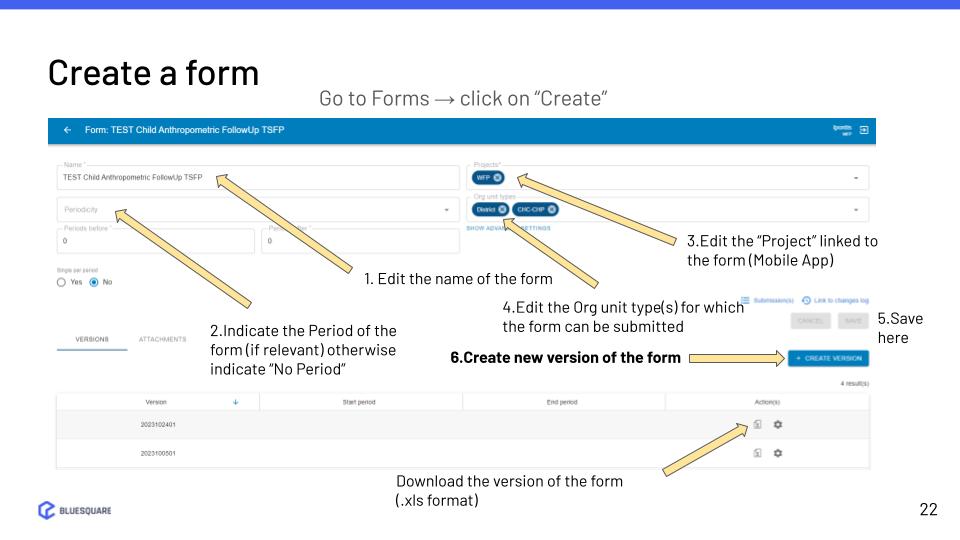 Create a form
Go to Forms → click on “Create”
Form: TEST Child Anthropometric FollowUp TSFP
WFP
Name *
TEST Child Anthropometric FollowUp TSFP
Projects*
WFP
Periodicity
Org unit types
District
CHC-CHP
Periods before *
0
0
SHOW ADVANCED SETTINGS
3.Edit the “Project” linked to
the form (Mobile App)
Single per period
Yes
No
1. Edit the name of the form
4.Edit the Org unit type(s) for which
the form can be submitted
Submission(s)
Link to changes log
CANCEL
SAVE
5.Save
here
2.Indicate the Period of the
form (if relevant) otherwise
indicate “No Period”
VERSIONS
ATTACHMENTS
6.Create new version of the form
+ CREATE VERSION
4 result(s)
Version
Start period
End period
Action(s)
2023102401
2023100501
Download the version of the form
(.xls format)
BLUESQUARE
22